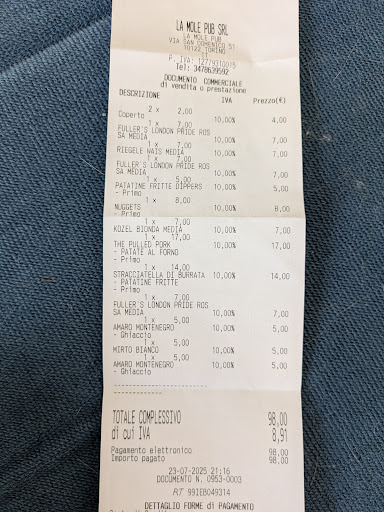 LA MOLE PUB SRL
LA MOLE PUB
VIA SAN DOMENICO 51
10122 TORINO
P. IVA: 12779310015
Tel: 3478639592
DOCUMENTO COMMERCIALE
di vendita o prestazione
DESCRIZIONE IVA Prezzo(€)
2 x 2,00
Coperto 10,00% 4,00
1 x 7,00
FULLER'S LONDON PRIDE ROS
SA MEDIA 10,00% 7,00
1 x 7,00
RIEGELE WAIS MEDIA 10,00% 7,00
1 x 7,00
FULLER'S LONDON PRIDE ROS
SA MEDIA 10,00% 7,00
1 x 5,00
PATATINE FRITTE DIPPERS 10,00% 5,00
- Primo
1 x 8,00
NUGGETS 10,00% 8,00
- Primo
1 x 7,00
KOZEL BIONDA MEDIA 10,00% 7,00
1 x 17,00
THE PULLED PORK 10,00% 17,00
- PATATE AL FORNO
- Primo
1 x 14,00
STRACCIATELLA DI BURRATA 10,00% 14,00
- PATATINE FRITTE
- Primo
1 x 7,00
FULLER'S LONDON PRIDE ROS
SA MEDIA 10,00% 7,00
1 x 5,00
AMARO MONTENEGRO 10,00% 5,00
- Ghiaccio
1 x 5,00
MIRTO BIANCO 10,00% 5,00
1 x 5,00
AMARO MONTENEGRO 10,00% 5,00
- Ghiaccio
TOTALE COMPLESSIVO 98,00
di cui IVA 8,91
Pagamento elettronico 98,00
Importo pagato 98,00
23-07-2025 21:16
DOCUMENTO N. 0953-0003
RT 99IEB049314
DETTAGLIO FORME di PAGAMENTO